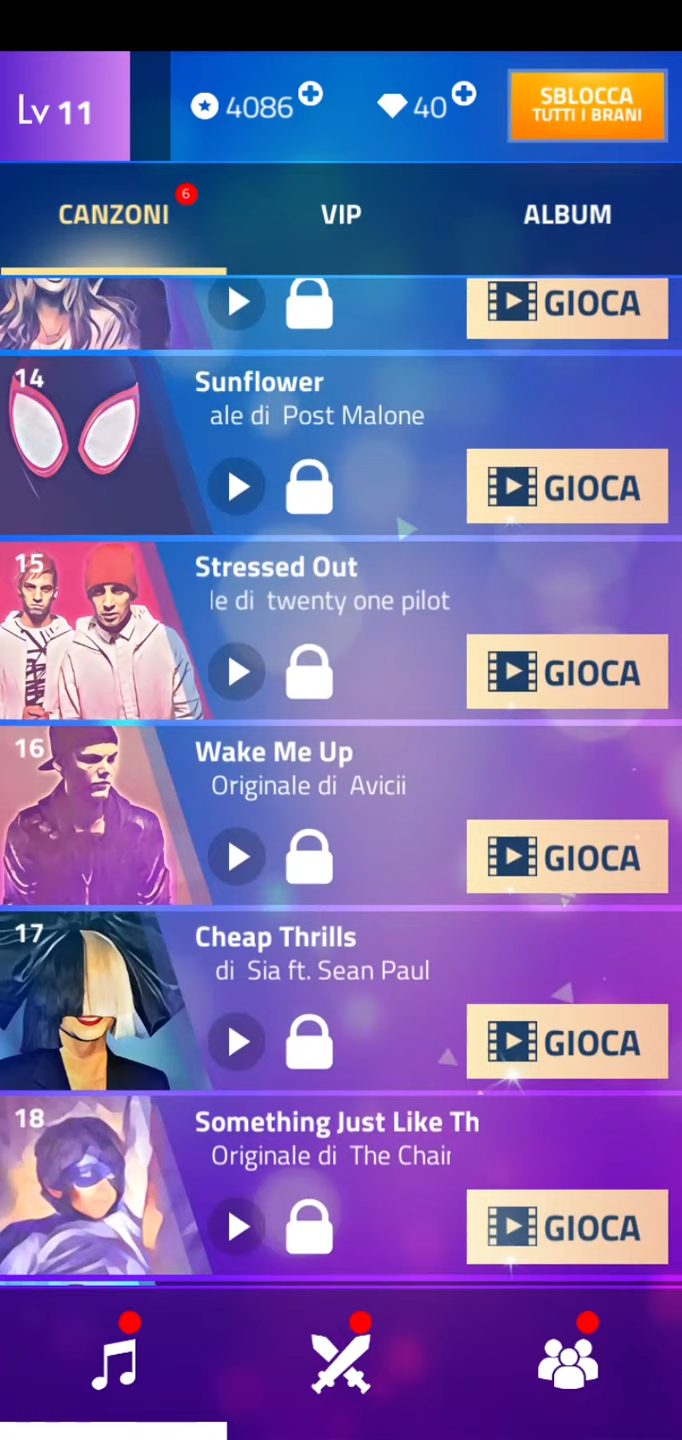 Lv 11
4086
40
SBLOCCA
TUTTI I BRANI
CANZONI
6
VIP
ALBUM
GIOCA
14
Sunflower
ale di Post Malone
GIOCA
15
Stressed Out
le di twenty one pilot
GIOCA
16
Wake Me Up
Originale di Avicii
GIOCA
17
Cheap Thrills
di Sia ft. Sean Paul
GIOCA
18
Something Just Like Th
Originale di The Chair
GIOCA